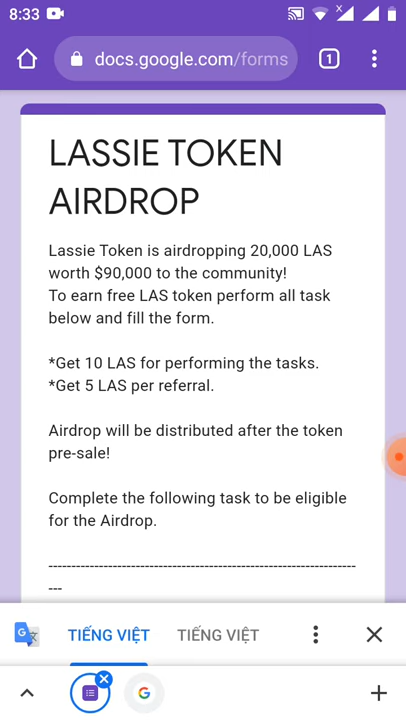 8:33
docs.google.com/forms
1
LASSIE TOKEN
AIRDROP
Lassie Token is airdropping 20,000 LAS
worth $90,000 to the community!
To earn free LAS token perform all task
below and fill the form.
*Get 10 LAS for performing the tasks.
*Get 5 LAS per referral.
Airdrop will be distributed after the token
pre-sale!
Complete the following task to be eligible
for the Airdrop.
--------------------------------------------------------------------
---
TIẾNG VIỆT TIẾNG VIỆT